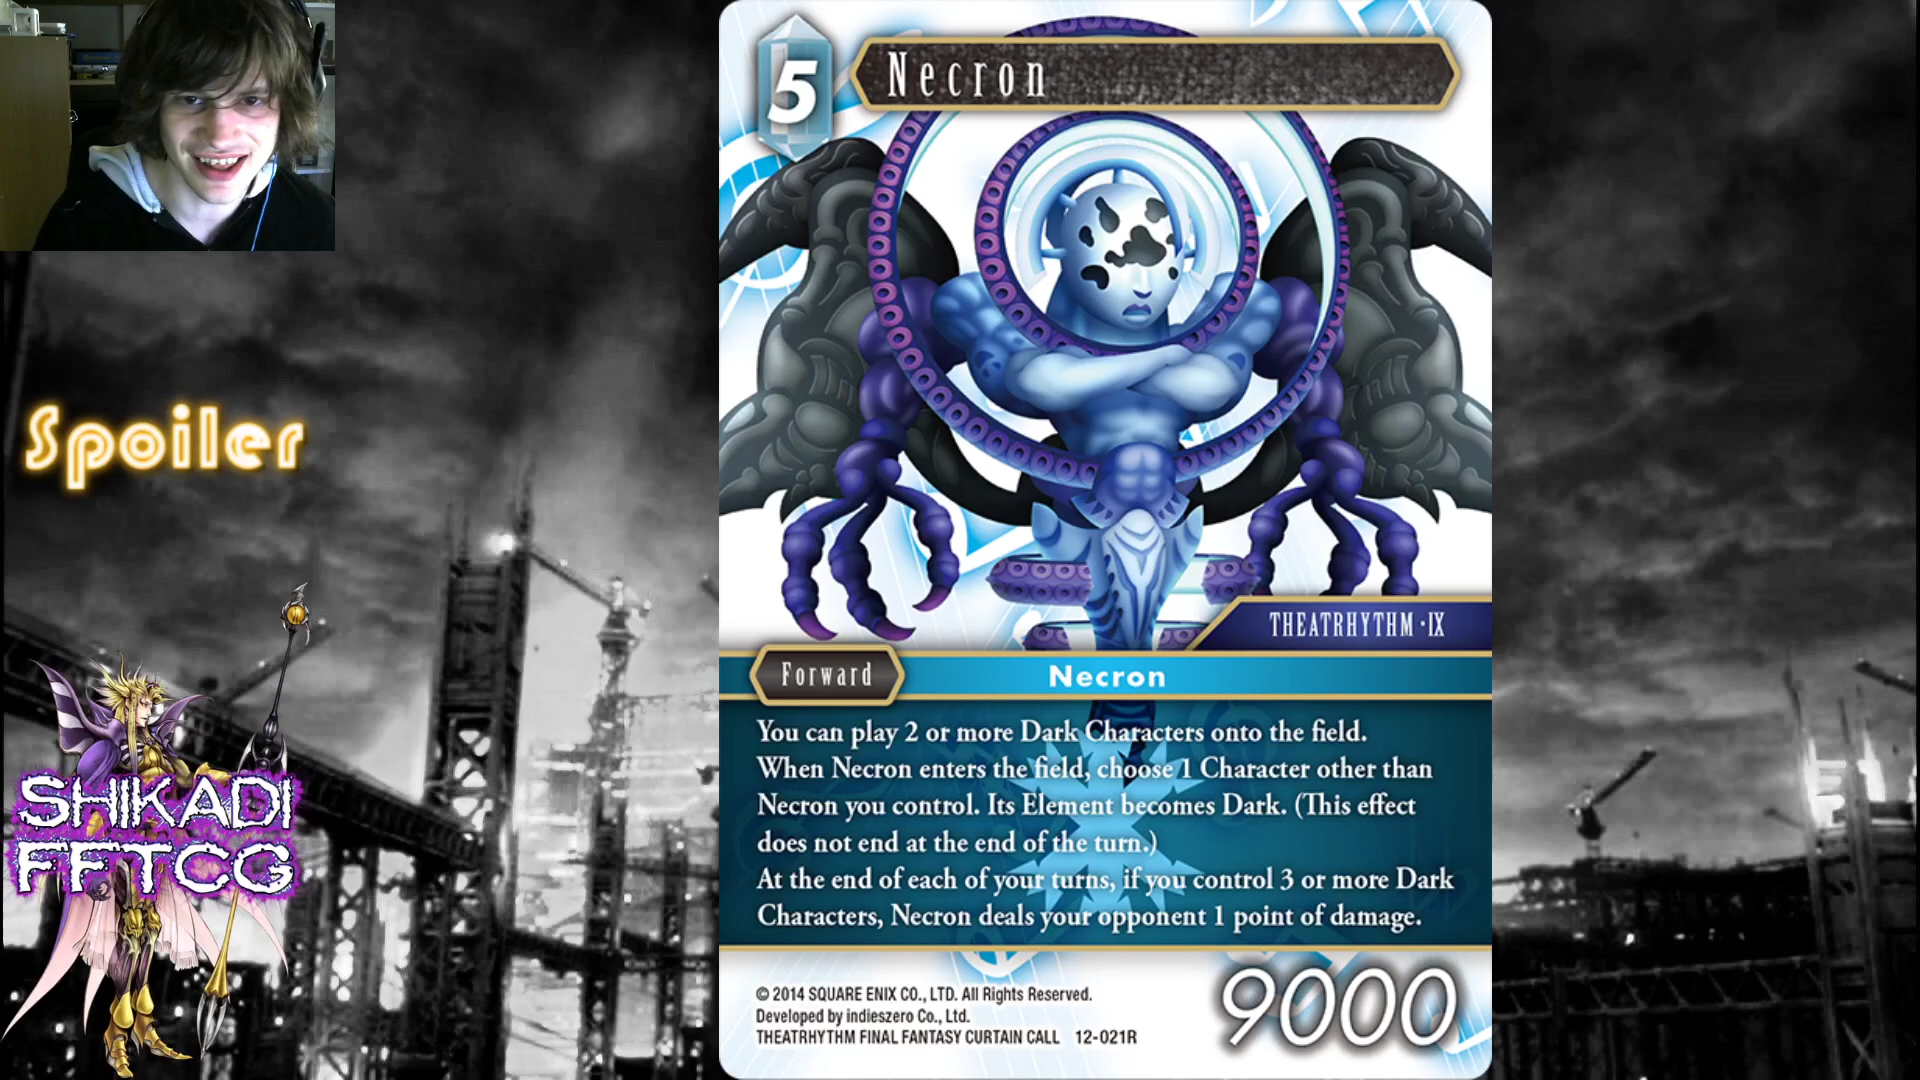 5
Necron
Spoiler
THEATRHYTHM·IX
Forward
Necron
You can play 2 or more Dark Characters onto the field.
When Necron enters the field, choose 1 Character other than
Necron you control. Its Element becomes Dark. (This effect
does not end at the end of the turn.)
At the end of each of your turns, if you control 3 or more Dark
Characters, Necron deals your opponent 1 point of damage.
SHIKADI
FFTCG
© 2014 SQUARE ENIX CO., LTD. All Rights Reserved.
Developed by indieszero Co., Ltd.
THEATRHYTHM FINAL FANTASY CURTAIN CALL 12-021R
9000